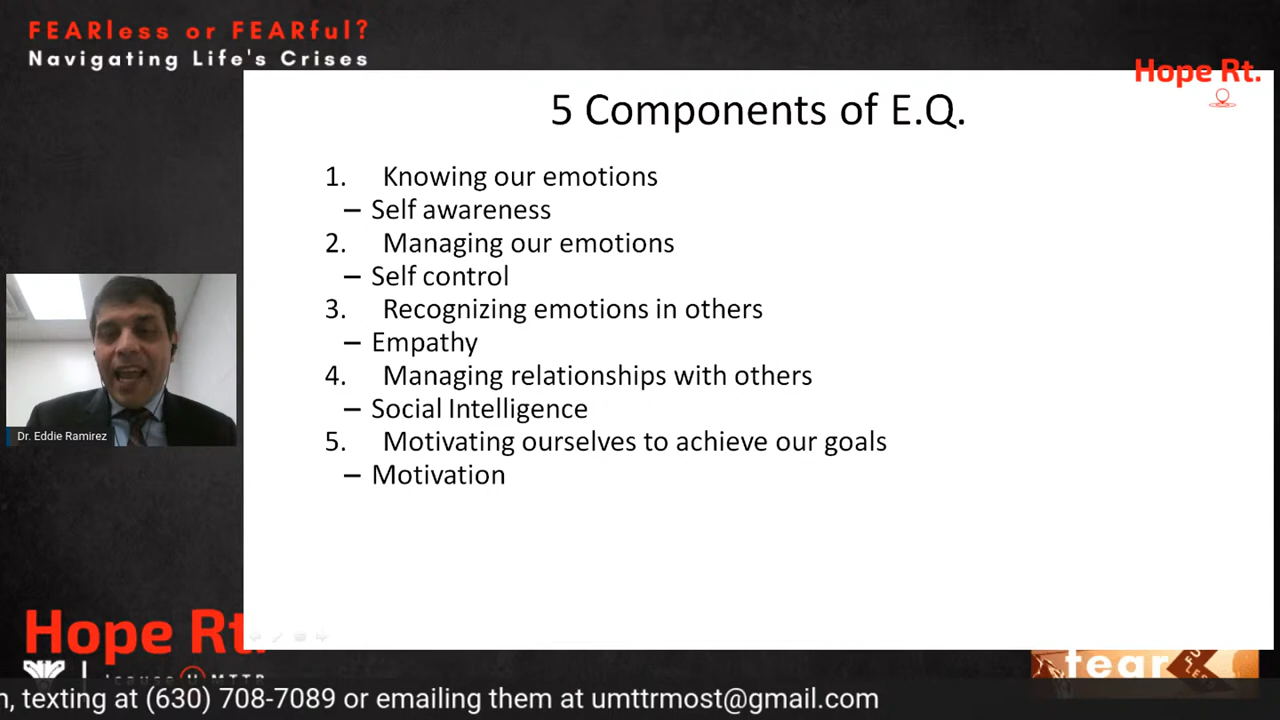 FEARless or FEARful?
Navigating Life's Crises
Hope Rt.
5 Components of E.Q.
1. Knowing our emotions
– Self awareness
2. Managing our emotions
– Self control
3. Recognizing emotions in others
– Empathy
4. Managing relationships with others
– Social Intelligence
5. Motivating ourselves to achieve our goals
– Motivation
Dr. Eddie Ramirez
Hope Rt.
fear
, texting at (630) 708-7089 or emailing them at umttrmost@gmail.com